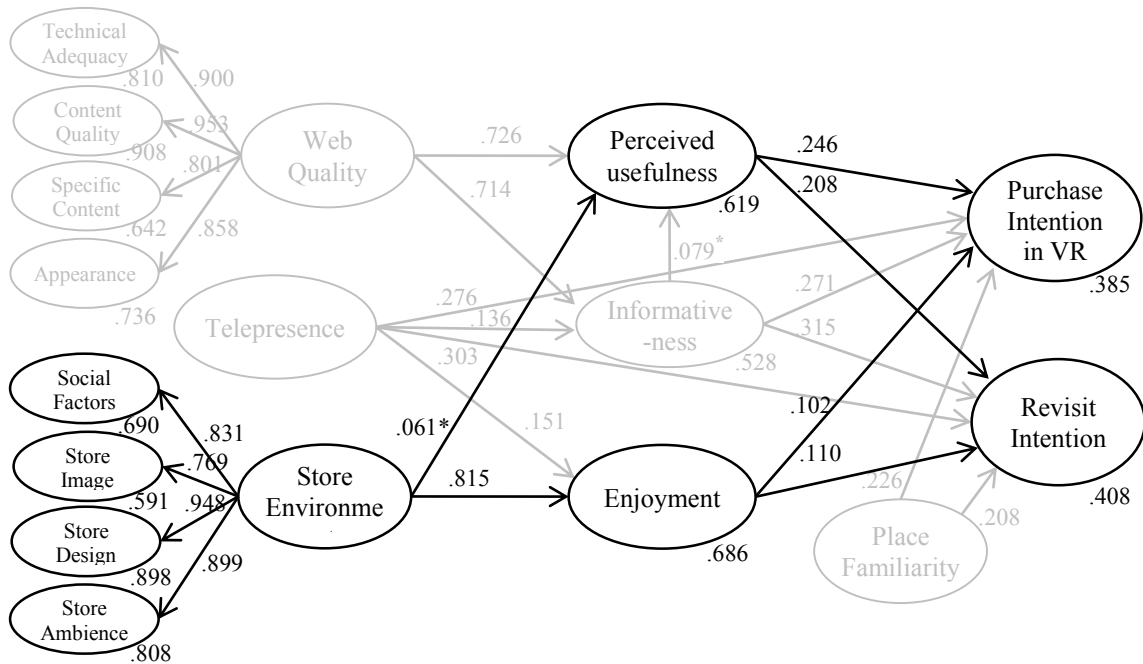 Technical
Adequacy
.810
.900
Content
Quality
.953
.908
.801
Specific
Content
.642
.858
Appearance
.736
Web
Quality
.726
.714
Perceived
usefulness
.619
.246
.208
Purchase
Intention
in VR
.385
.079*
Telepresence
.276
.136
.303
.151
Informative
-ness
.528
.271
.315
Social
Factors
.690
.831
Store
Image
.769
.591
.948
Store
Design
.898
.899
Store
Ambience
.808
Store
Environme
.061*
.815
Enjoyment
.686
.102
.110
Revisit
Intention
.408
.226
.208
Place
Familiarity